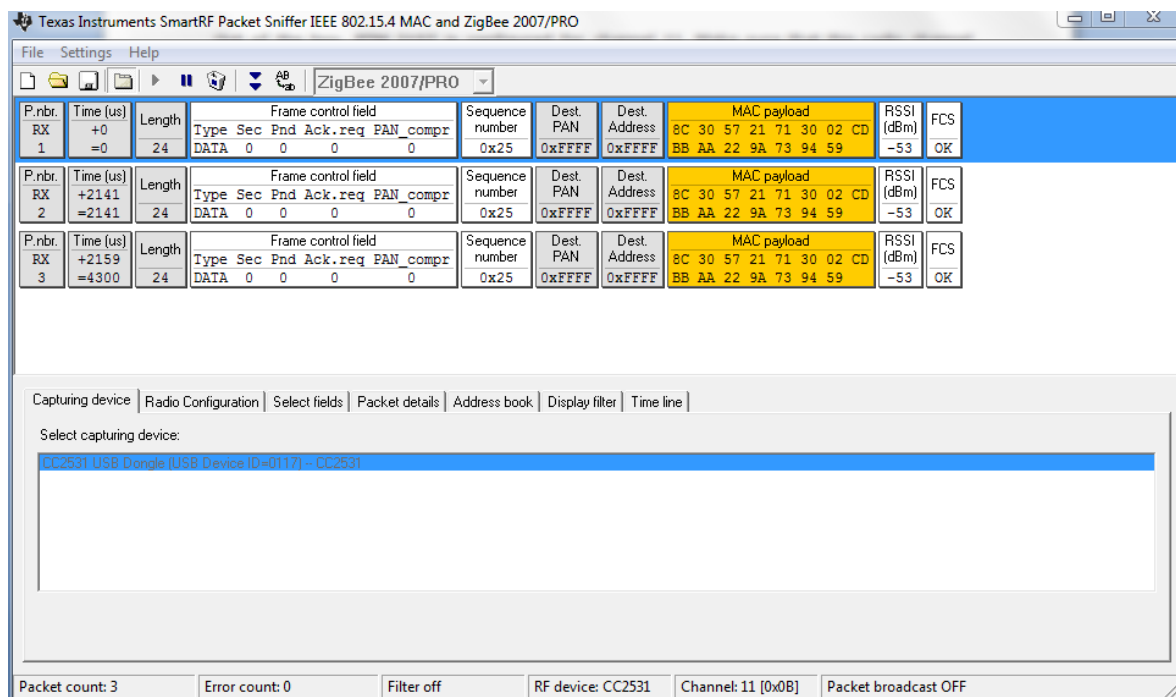 Texas Instruments SmartRF Packet Sniffer IEEE 802.15.4 MAC and ZigBee 2007/PRO
File Settings Help
ZigBee 2007/PRO
P.nbr. Time (us) Length Frame control field Sequence number Dest. PAN Dest. Address MAC payload RSSI (dBm) FCS
RX +0 Type Sec Pnd Ack.req PAN_compr 8C 30 57 21 71 30 02 CD
1 =0 24 DATA 0 0 0 0 0x25 0xFFFF 0xFFFF BB AA 22 9A 73 94 59 -53 OK
P.nbr. Time (us) Length Frame control field Sequence number Dest. PAN Dest. Address MAC payload RSSI (dBm) FCS
RX +2141 Type Sec Pnd Ack.req PAN_compr 8C 30 57 21 71 30 02 CD
2 =2141 24 DATA 0 0 0 0 0x25 0xFFFF 0xFFFF BB AA 22 9A 73 94 59 -53 OK
P.nbr. Time (us) Length Frame control field Sequence number Dest. PAN Dest. Address MAC payload RSSI (dBm) FCS
RX +2159 Type Sec Pnd Ack.req PAN_compr 8C 30 57 21 71 30 02 CD
3 =4300 24 DATA 0 0 0 0 0x25 0xFFFF 0xFFFF BB AA 22 9A 73 94 59 -53 OK
Capturing device Radio Configuration Select fields Packet details Address book Display filter Time line
Select capturing device:
CC2531 USB Dongle (USB Device ID=0117) -- CC2531
Packet count: 3 Error count: 0 Filter off RF device: CC2531 Channel: 11 [0x0B] Packet broadcast OFF